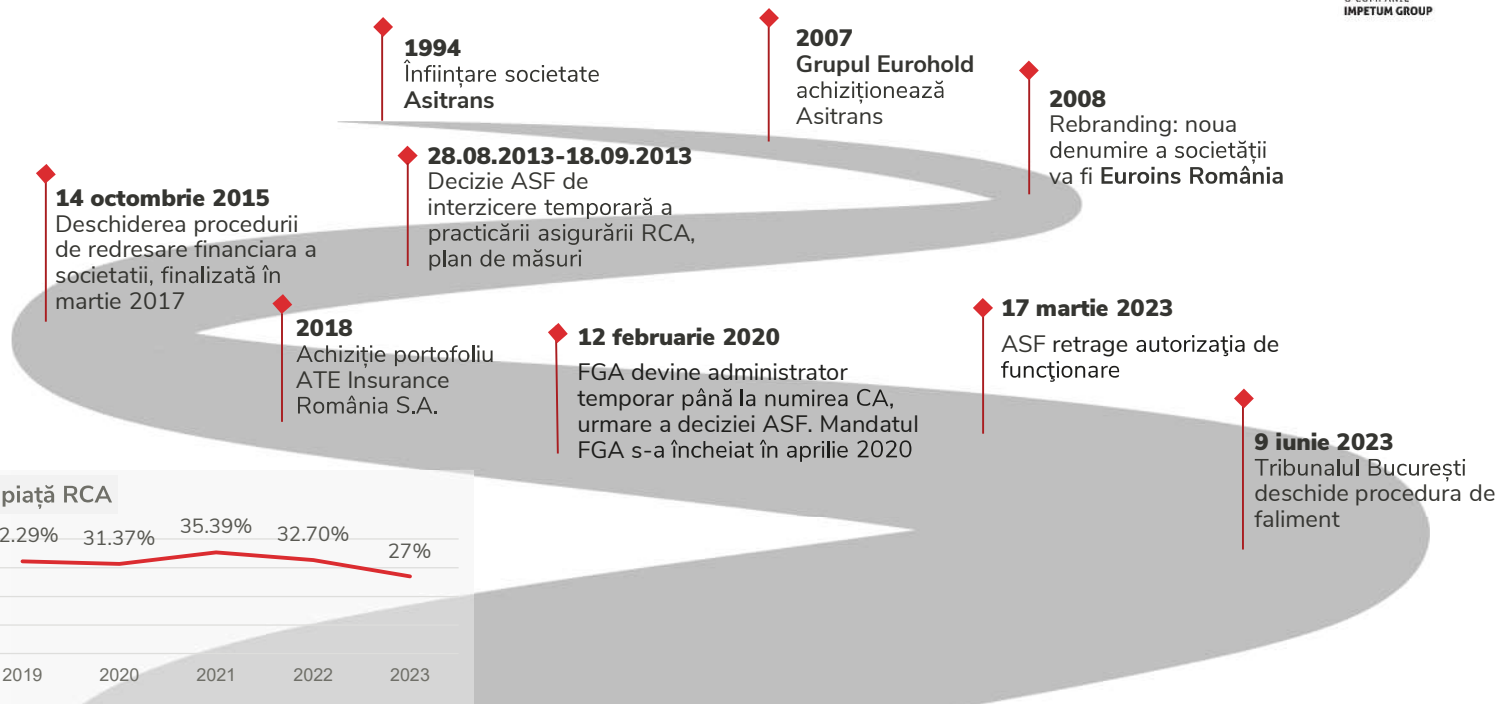 IMPETUM GROUP
1994
Înființare societate
Asitrans
2007
Grupul Eurohold
achiziționează
Asitrans
2008
Rebranding: noua
denumire a societății
va fi Euroins România
28.08.2013-18.09.2013
Decizie ASF de
interzicere temporară a
practicării asigurării RCA,
plan de măsuri
14 octombrie 2015
Deschiderea procedurii
de redresare financiara a
societatii, finalizată în
martie 2017
2018
Achiziție portofoliu
ATE Insurance
România S.A.
12 februarie 2020
FGA devine administrator
temporar până la numirea CA,
urmare a deciziei ASF. Mandatul
FGA s-a încheiat în aprilie 2020
17 martie 2023
ASF retrage autorizaţia de
funcţionare
9 iunie 2023
Tribunalul București
deschide procedura de
faliment
piață RCA
2.29% 31.37% 35.39% 32.70% 27%
2019 2020 2021 2022 2023